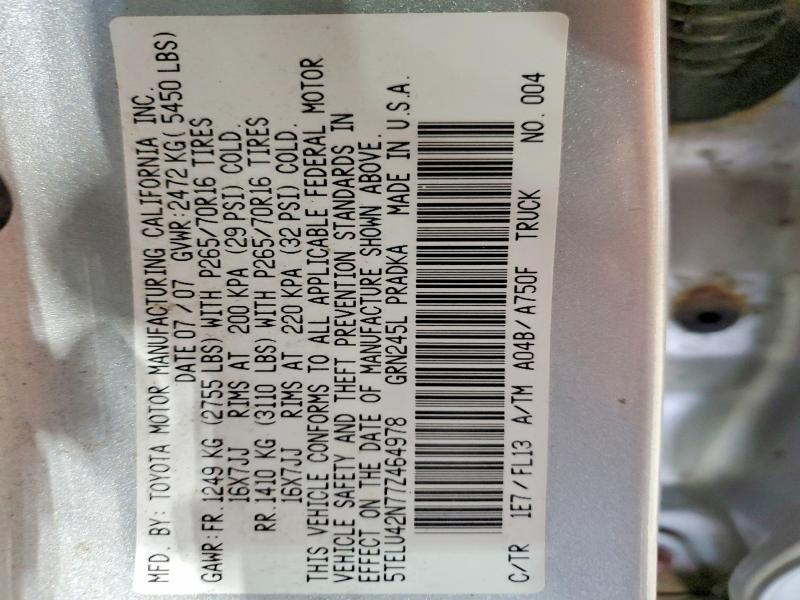 MFD. BY: TOYOTA MOTOR MANUFACTURING CALIFORNIA INC.
DATE 07/07 GVWR:2472 KG( 5450 LBS)
GAWR:FR.1249 KG (2755 LBS) WITH P265/70R16 TIRES
16X7JJ RIMS AT 200 KPA (29 PSI) COLD.
RR.1410 KG (3110 LBS) WITH P265/70R16 TIRES
16X7JJ RIMS AT 220 KPA (32 PSI) COLD.
THIS VEHICLE CONFORMS TO ALL APPLICABLE FEDERAL MOTOR
VEHICLE SAFETY AND THEFT PREVENTION STANDARDS IN
EFFECT ON THE DATE OF MANUFACTURE SHOWN ABOVE.
5TELU42N77Z464978 GRN245L PRADKA MADE IN U.S.A.
C/TR 1E7/FL13 A/TM A04B/A750F TRUCK NO. 004